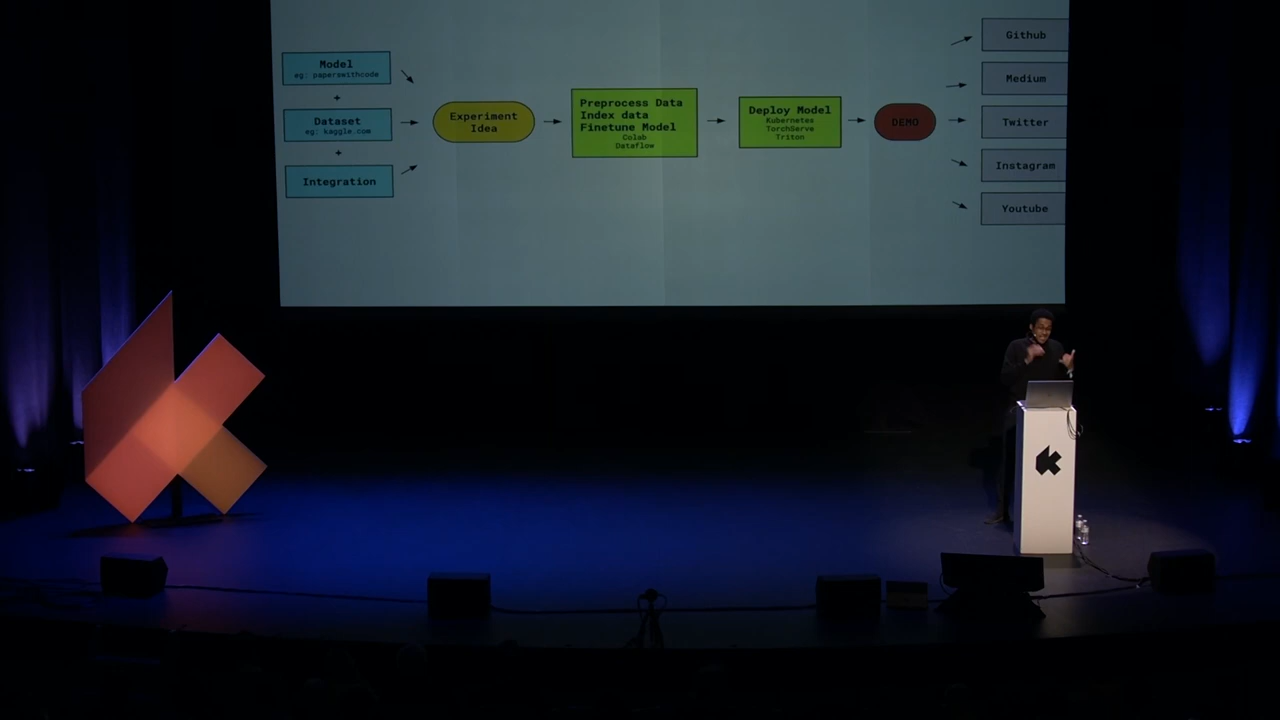 Model
eg: paperswithcode
+
Dataset
eg: kaggle.com
+
Integration
Experiment
Idea
Preprocess Data
Index data
Finetune Model
Colab
Dataflow
Deploy Model
Kubernetes
TorchServe
Triton
DEMO
Github
Medium
Twitter
Instagram
Youtube